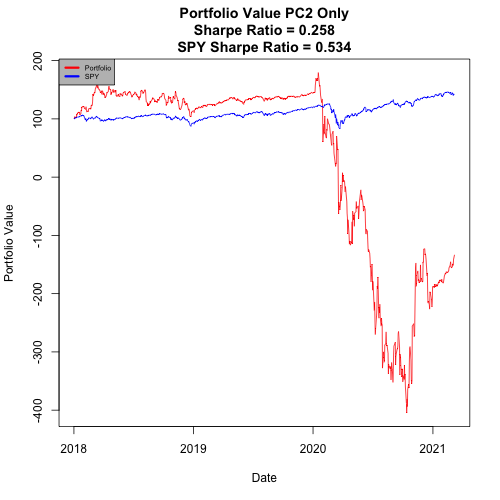 Portfolio Value PC2 Only
Sharpe Ratio = 0.258
SPY Sharpe Ratio = 0.534
Portfolio
SPY
Portfolio Value
200
100
0
-100
-200
-300
-400
2018
2019
2020
2021
Date